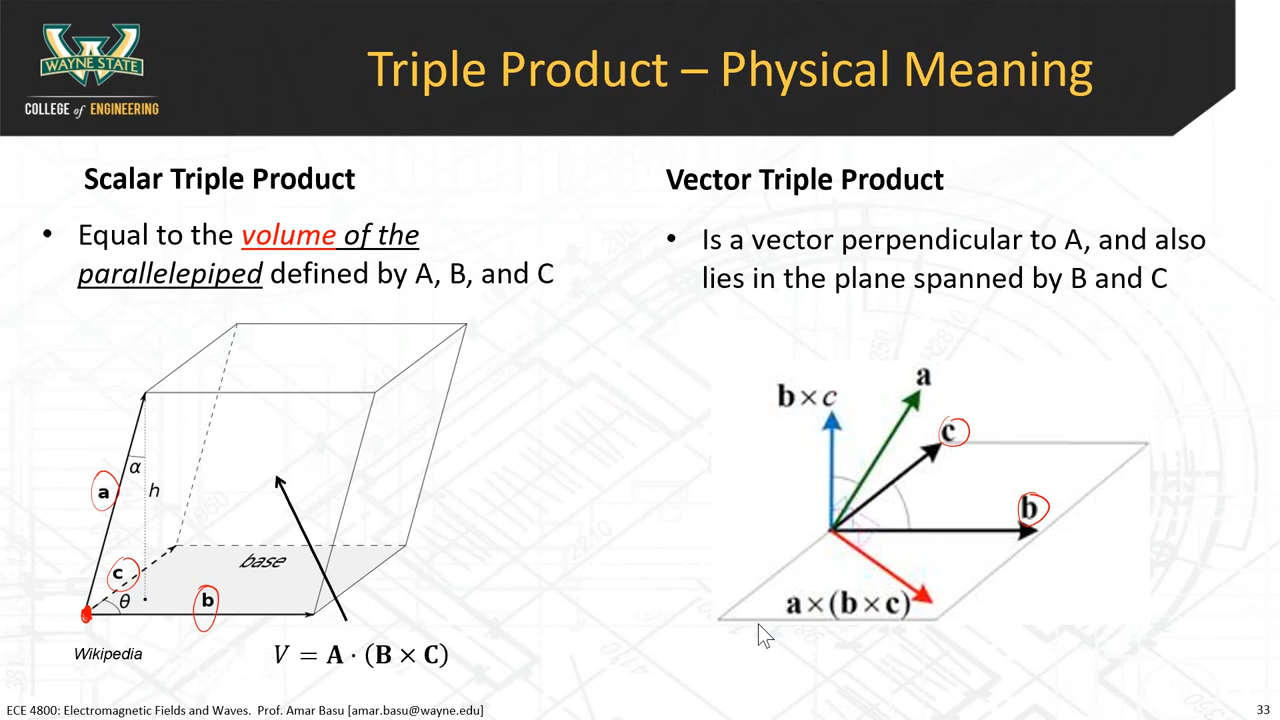 WAYNE STATE
COLLEGE of ENGINEERING
Triple Product – Physical Meaning
Scalar Triple Product
• Equal to the volume of the
parallelepiped defined by A, B, and C
α
a
h
c
θ
b
base
Wikipedia
V = A · (B × C)
Vector Triple Product
• Is a vector perpendicular to A, and also
lies in the plane spanned by B and C
a
b×c
c
b
a×(b×c)
ECE 4800: Electromagnetic Fields and Waves. Prof. Amar Basu [amar.basu@wayne.edu]
33